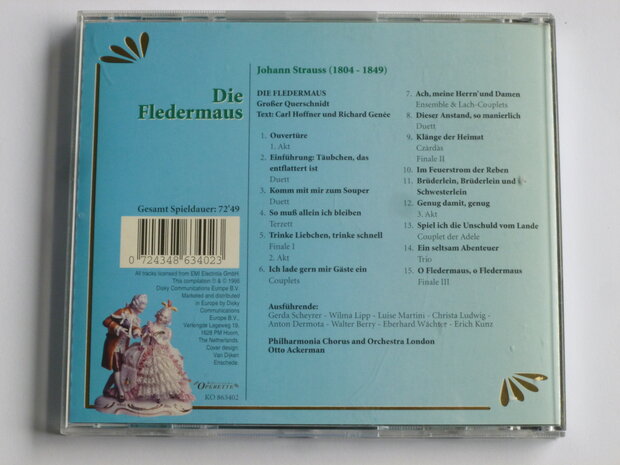 Die
Fledermaus
Gesamt Spieldauer: 72'49
0 724348 634023
All tracks licensed from EMI Electrola GmbH.
This compilation ℗ & © 1995
Disky Communications Europe B.V.
Marketed and distributed
in Europe by Disky
Communications
Europe B.V.,
Verlengde Lageweg 19,
1628 PM Hoorn,
The Netherlands.
Cover design:
Van Dijken
Enschede.
OPERETTE
KO 863402
Johann Strauss (1804 - 1849)
DIE FLEDERMAUS
Großer Querschnidt
Text: Carl Hoffner und Richard Genée
1. Ouvertüre
1. Akt
2. Einführung: Täubchen, das
entflattert ist
Duett
3. Komm mit mir zum Souper
Duett
4. So muß allein ich bleiben
Terzett
5. Trinke Liebchen, trinke schnell
Finale I
2. Akt
6. Ich lade gern mir Gäste ein
Couplets
7. Ach, meine Herrn'und Damen
Ensemble & Lach-Couplets
8. Dieser Anstand, so manierlich
Duett
9. Klänge der Heimat
Czárdás
Finale II
10. Im Feuerstrom der Reben
11. Brüderlein, Brüderlein und
Schwesterlein
12. Genug damit, genug
3. Akt
13. Spiel ich die Unschuld vom Lande
Couplet der Adele
14. Ein seltsam Abenteuer
Trio
15. O Fledermaus, o Fledermaus
Finale III
Ausführende:
Gerda Scheyrer - Wilma Lipp - Luise Martini - Christa Ludwig -
Anton Dermota - Walter Berry - Eberhard Wächter - Erich Kunz
Philharmonia Chorus and Orchestra London
Otto Ackerman